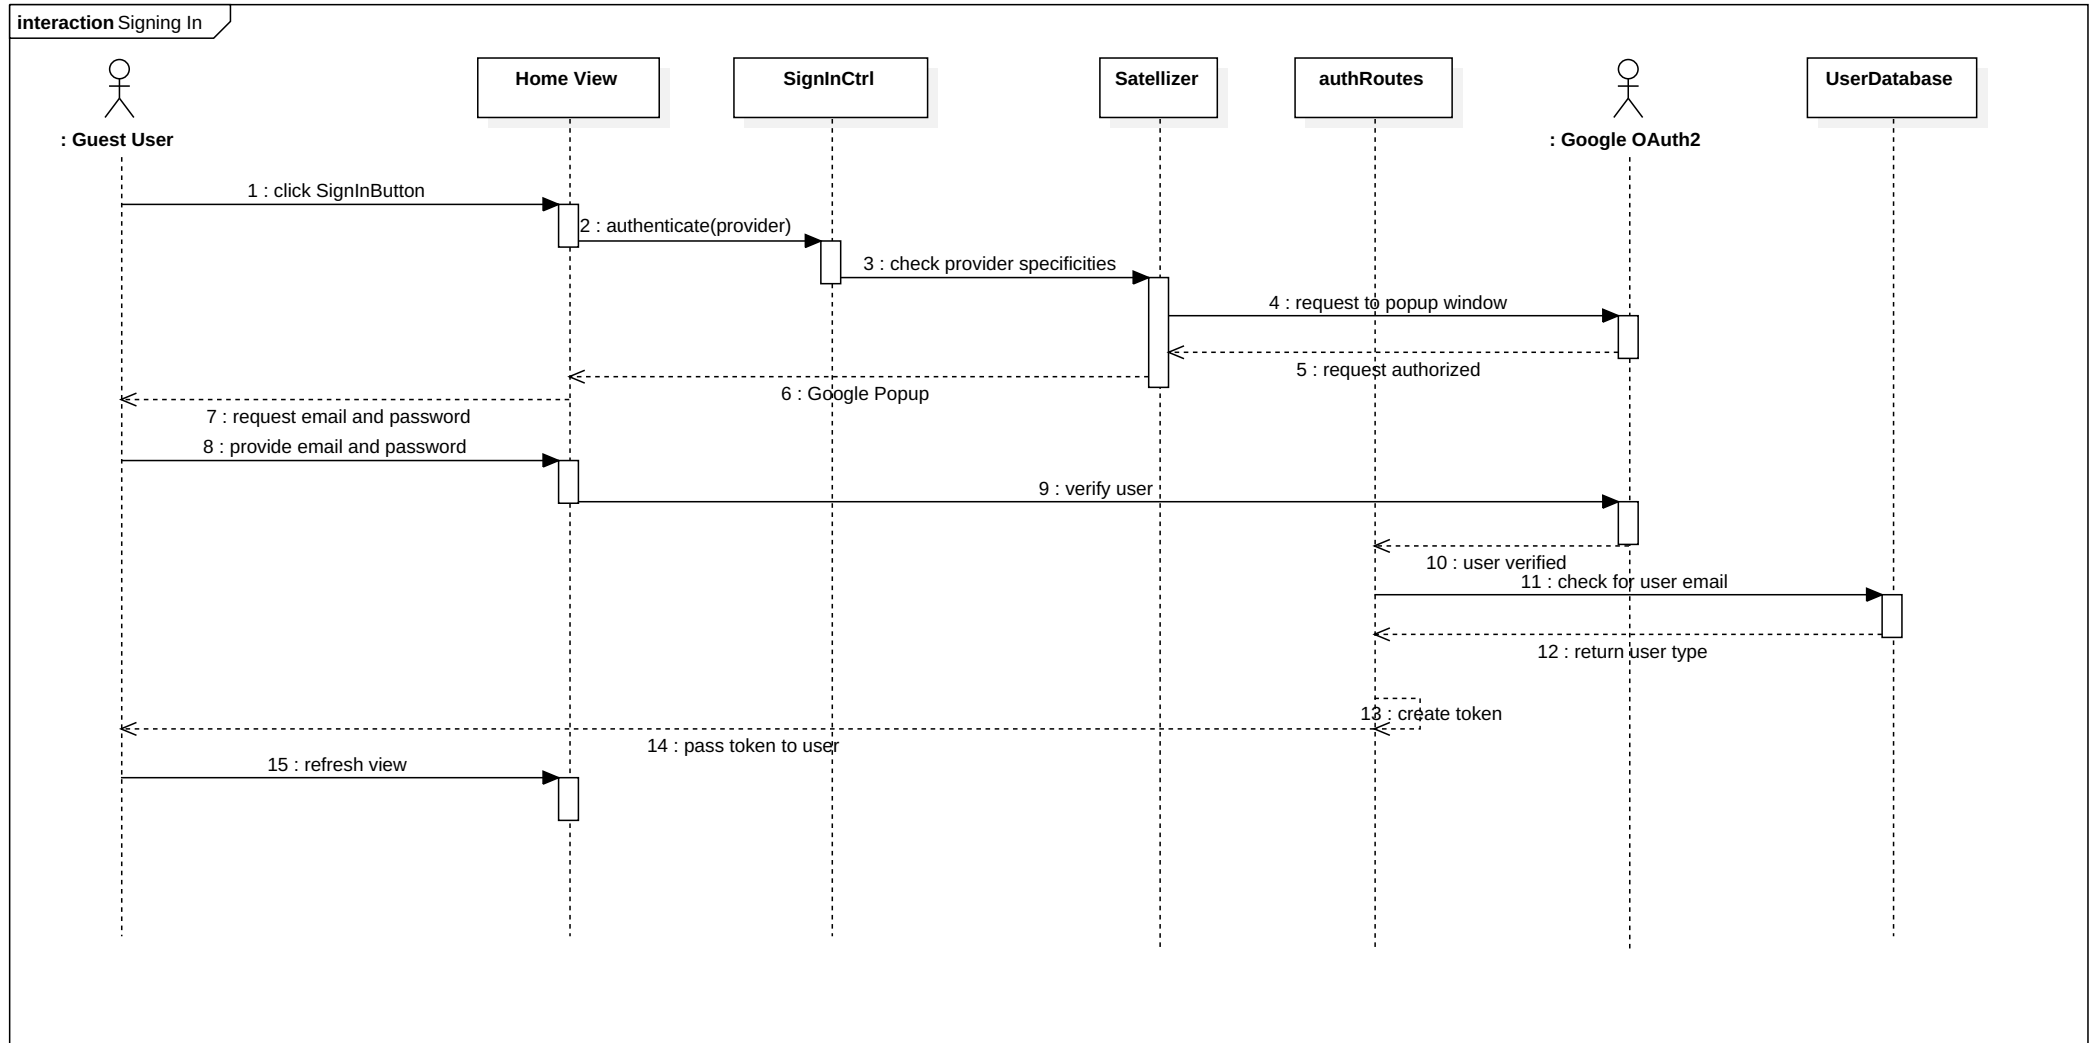 interaction Signing In
Home View
SignInCtrl
Satellizer
authRoutes
UserDatabase
: Guest User
: Google OAuth2
1 : click SignInButton
2 : authenticate(provider)
3 : check provider specificities
4 : request to popup window
5 : request authorized
6 : Google Popup
7 : request email and password
8 : provide email and password
9 : verify user
10 : user verified
11 : check for user email
12 : return user type
13 : create token
14 : pass token to user
15 : refresh view